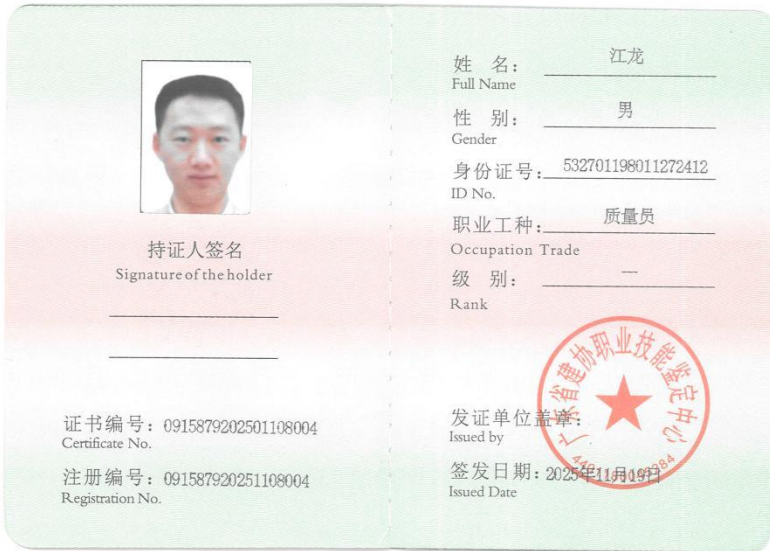 持证人签名
Signature of the holder
证书编号：0915879202501108004
Certificate No.
注册编号：091587920251108004
Registration No.
姓 名： 江龙
Full Name
性 别： 男
Gender
身份证号： 532701198011272412
ID No.
职业工种： 质量员
Occupation Trade
级 别： 一
Rank
广东省建协职业技能鉴定中心
发证单位盖章：
Issued by
签发日期：2025年11月19日
Issued Date